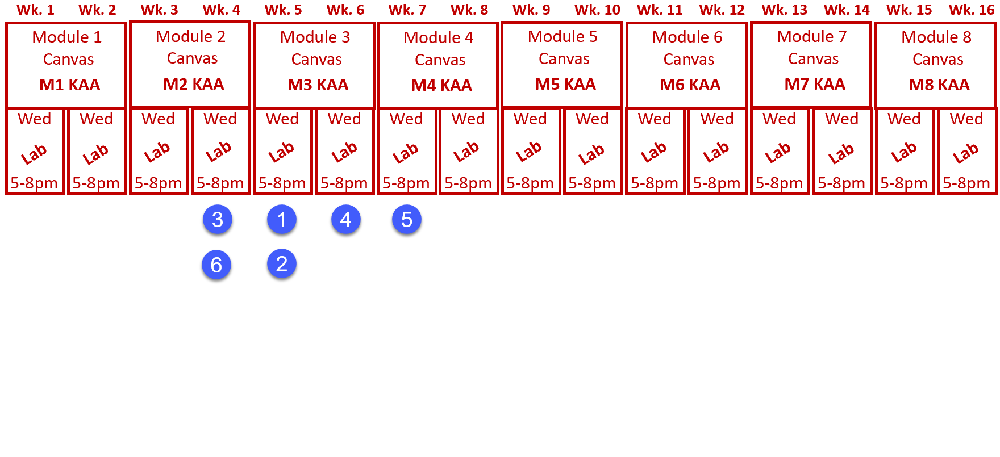 Wk. 1 Wk. 2 Wk. 3 Wk. 4 Wk. 5 Wk. 6 Wk. 7 Wk. 8 Wk. 9 Wk. 10 Wk. 11 Wk. 12 Wk. 13 Wk. 14 Wk. 15 Wk. 16
Module 1 Module 2 Module 3 Module 4 Module 5 Module 6 Module 7 Module 8
Canvas Canvas Canvas Canvas Canvas Canvas Canvas Canvas
M1 KAA M2 KAA M3 KAA M4 KAA M5 KAA M6 KAA M7 KAA M8 KAA
Wed Wed Wed Wed Wed Wed Wed Wed Wed Wed Wed Wed Wed Wed Wed Wed
Lab Lab Lab Lab Lab Lab Lab Lab Lab Lab Lab Lab Lab Lab Lab Lab
5-8pm 5-8pm 5-8pm 5-8pm 5-8pm 5-8pm 5-8pm 5-8pm 5-8pm 5-8pm 5-8pm 5-8pm 5-8pm 5-8pm 5-8pm 5-8pm
3 1 4 5
6 2